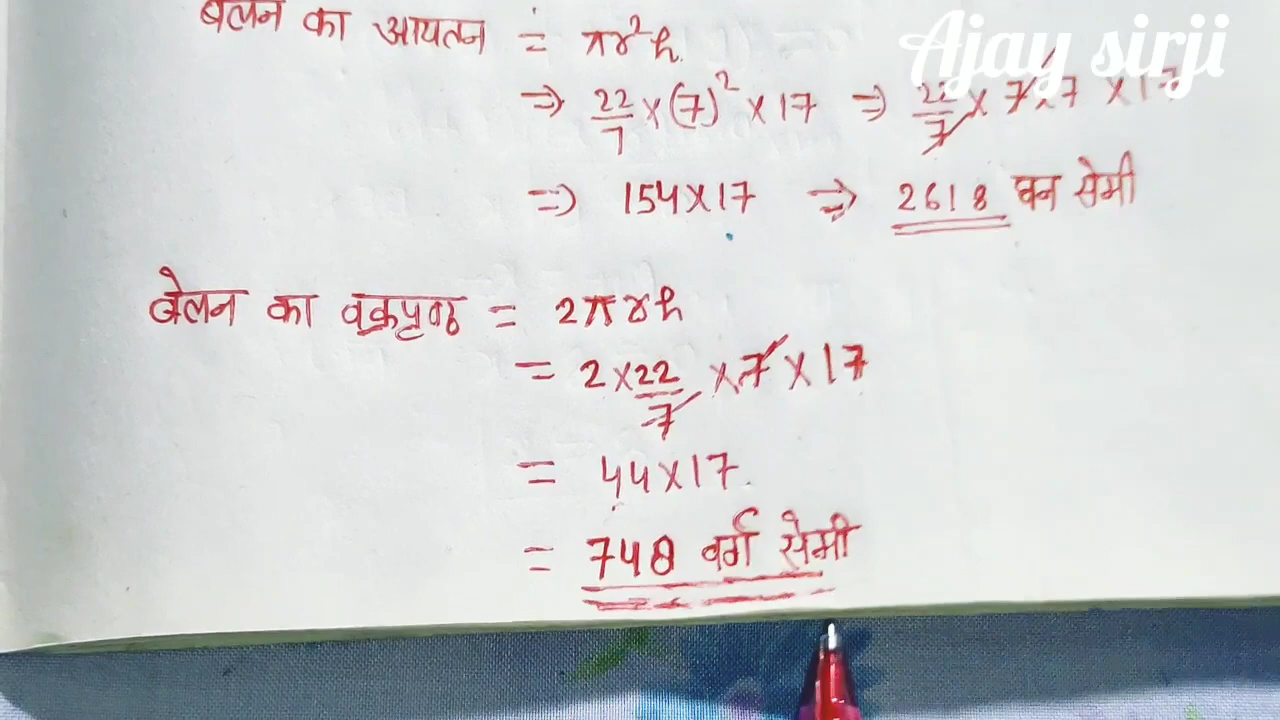 बेलन का आयतन = πr²h
Ajay sirji
⇒ 22/7 × (7)² × 17 ⇒ 22/7 × 7 × 7 × 17
⇒ 154×17 ⇒ 2618 घन सेमी
बेलन का वक्रपृष्ठ = 2πrh
= 2 × 22/7 × 7 × 17
= 44×17
= 748 वर्ग सेमी